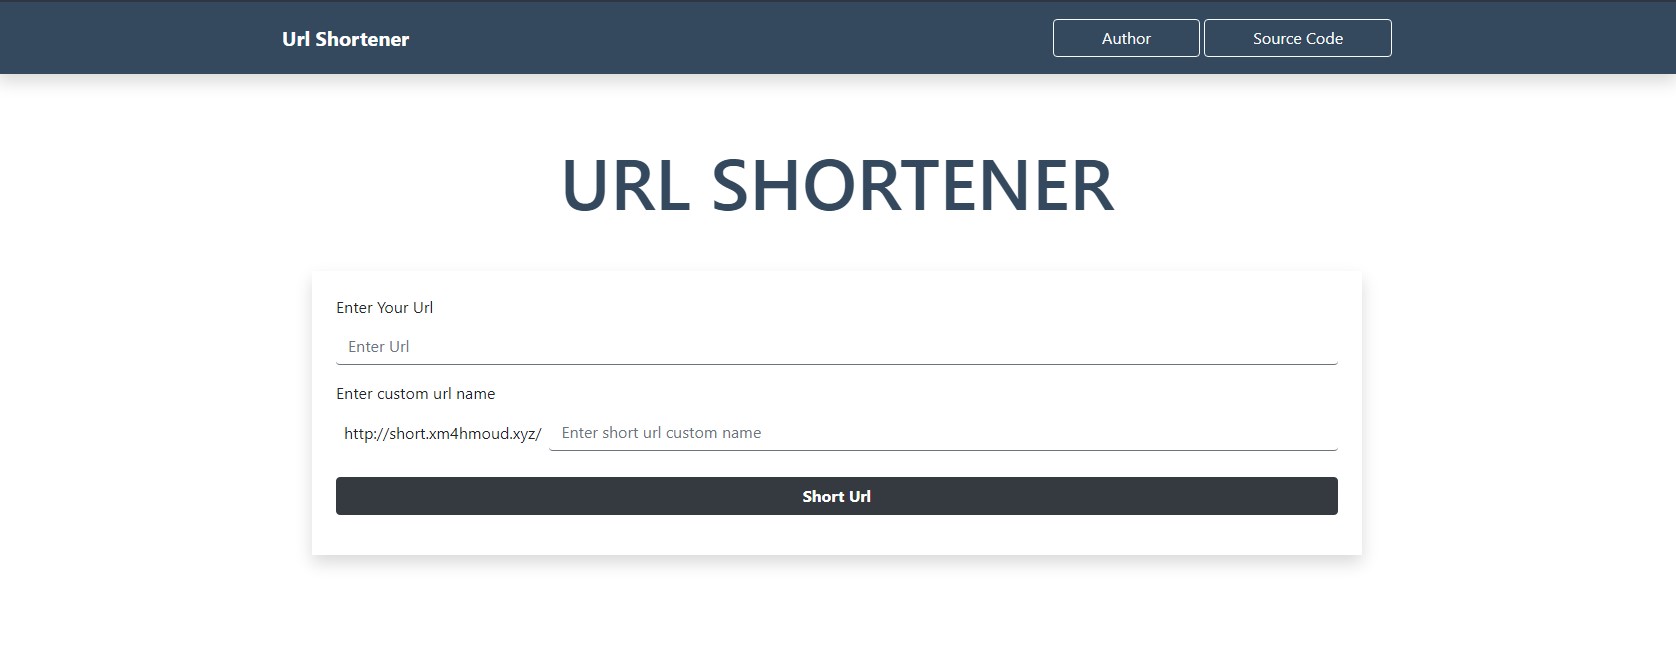 Url Shortener
Author
Source Code
URL SHORTENER
Enter Your Url
Enter Url
Enter custom url name
http://short.xm4hmoud.xyz/ Enter short url custom name
Short Url